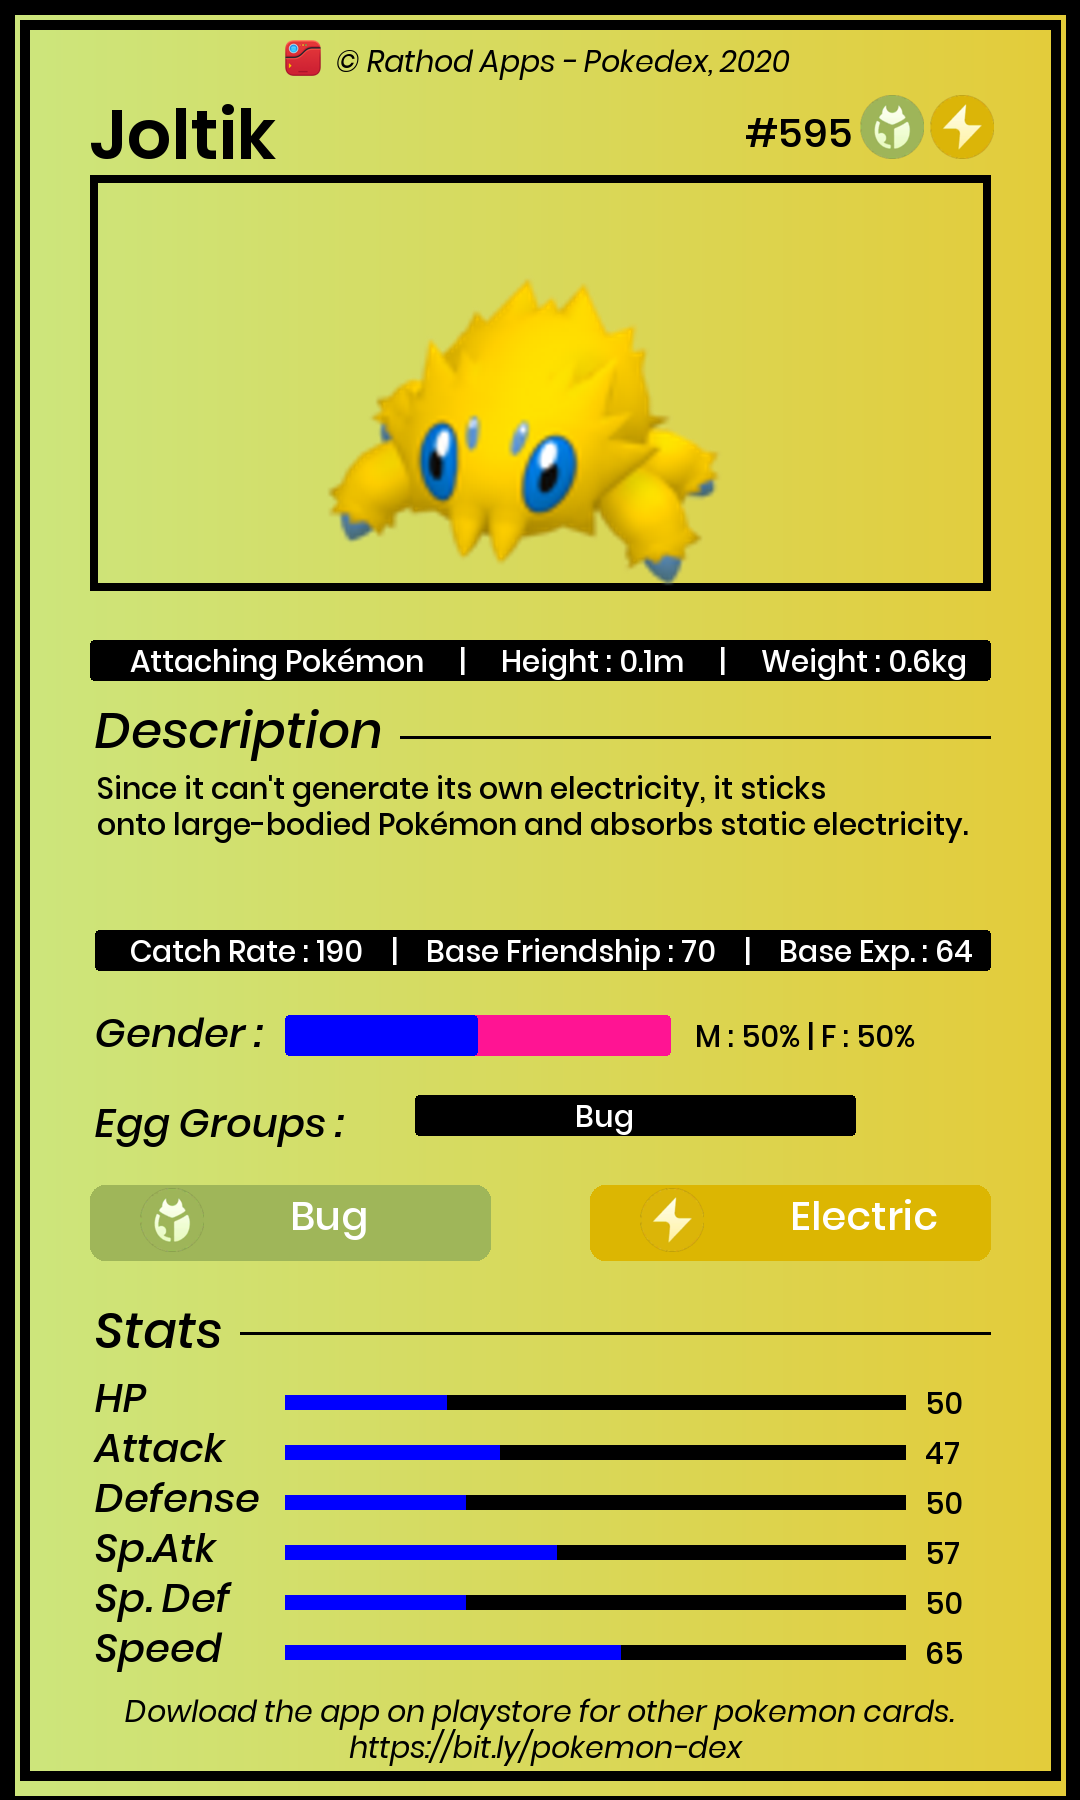 © Rathod Apps - Pokedex, 2020
Joltik #595
Attaching Pokémon | Height : 0.1m | Weight : 0.6kg
Description
Since it can't generate its own electricity, it sticks
onto large-bodied Pokémon and absorbs static electricity.
Catch Rate : 190 | Base Friendship : 70 | Base Exp. : 64
Gender : M : 50% | F : 50%
Egg Groups : Bug
Bug Electric
Stats
HP 50
Attack 47
Defense 50
Sp.Atk 57
Sp. Def 50
Speed 65
Dowload the app on playstore for other pokemon cards.
https://bit.ly/pokemon-dex